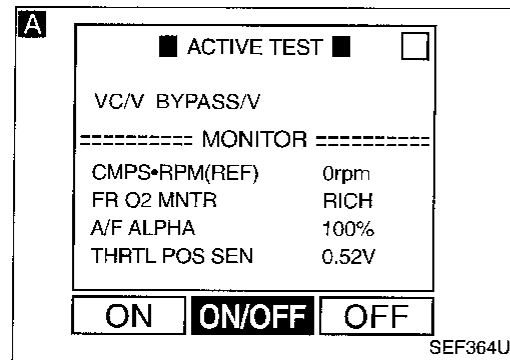 A
ACTIVE TEST
VC/V BYPASS/V
========== MONITOR ==========
CMPS•RPM(REF) 0rpm
FR O2 MNTR RICH
A/F ALPHA 100%
THRTL POS SEN 0.52V
ON ON/OFF OFF
SEF364U